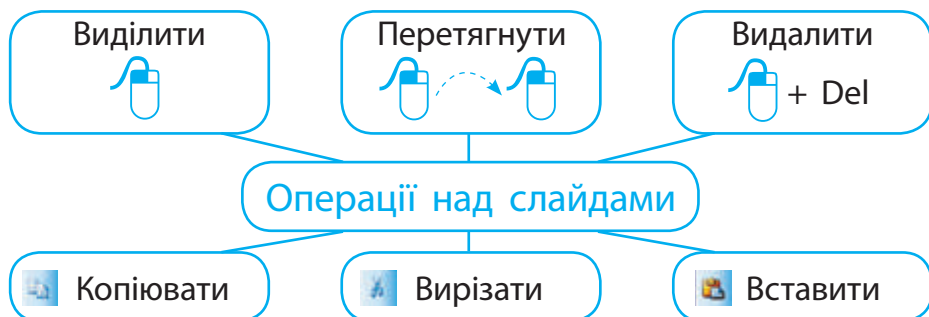 Виділити
Перетягнути
Видалити
+ Del
Операції над слайдами
Копіювати
Вирізати
Вставити